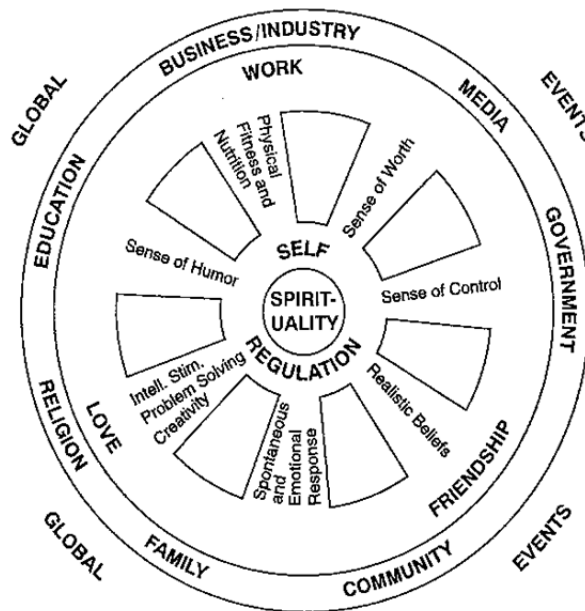 GLOBAL
BUSINESS/INDUSTRY
EVENTS
WORK
MEDIA
EDUCATION
GOVERNMENT
Physical
Fitness and
Nutrition
Sense of Worth
Sense of Humor
SELF
Sense of Control
SPIRIT-
UALITY
REGULATION
Intell. Stim.
Problem Solving
Creativity
Realistic Beliefs
Spontaneous
and
Emotional
Response
RELIGION
LOVE
FRIENDSHIP
GLOBAL
FAMILY
COMMUNITY
EVENTS